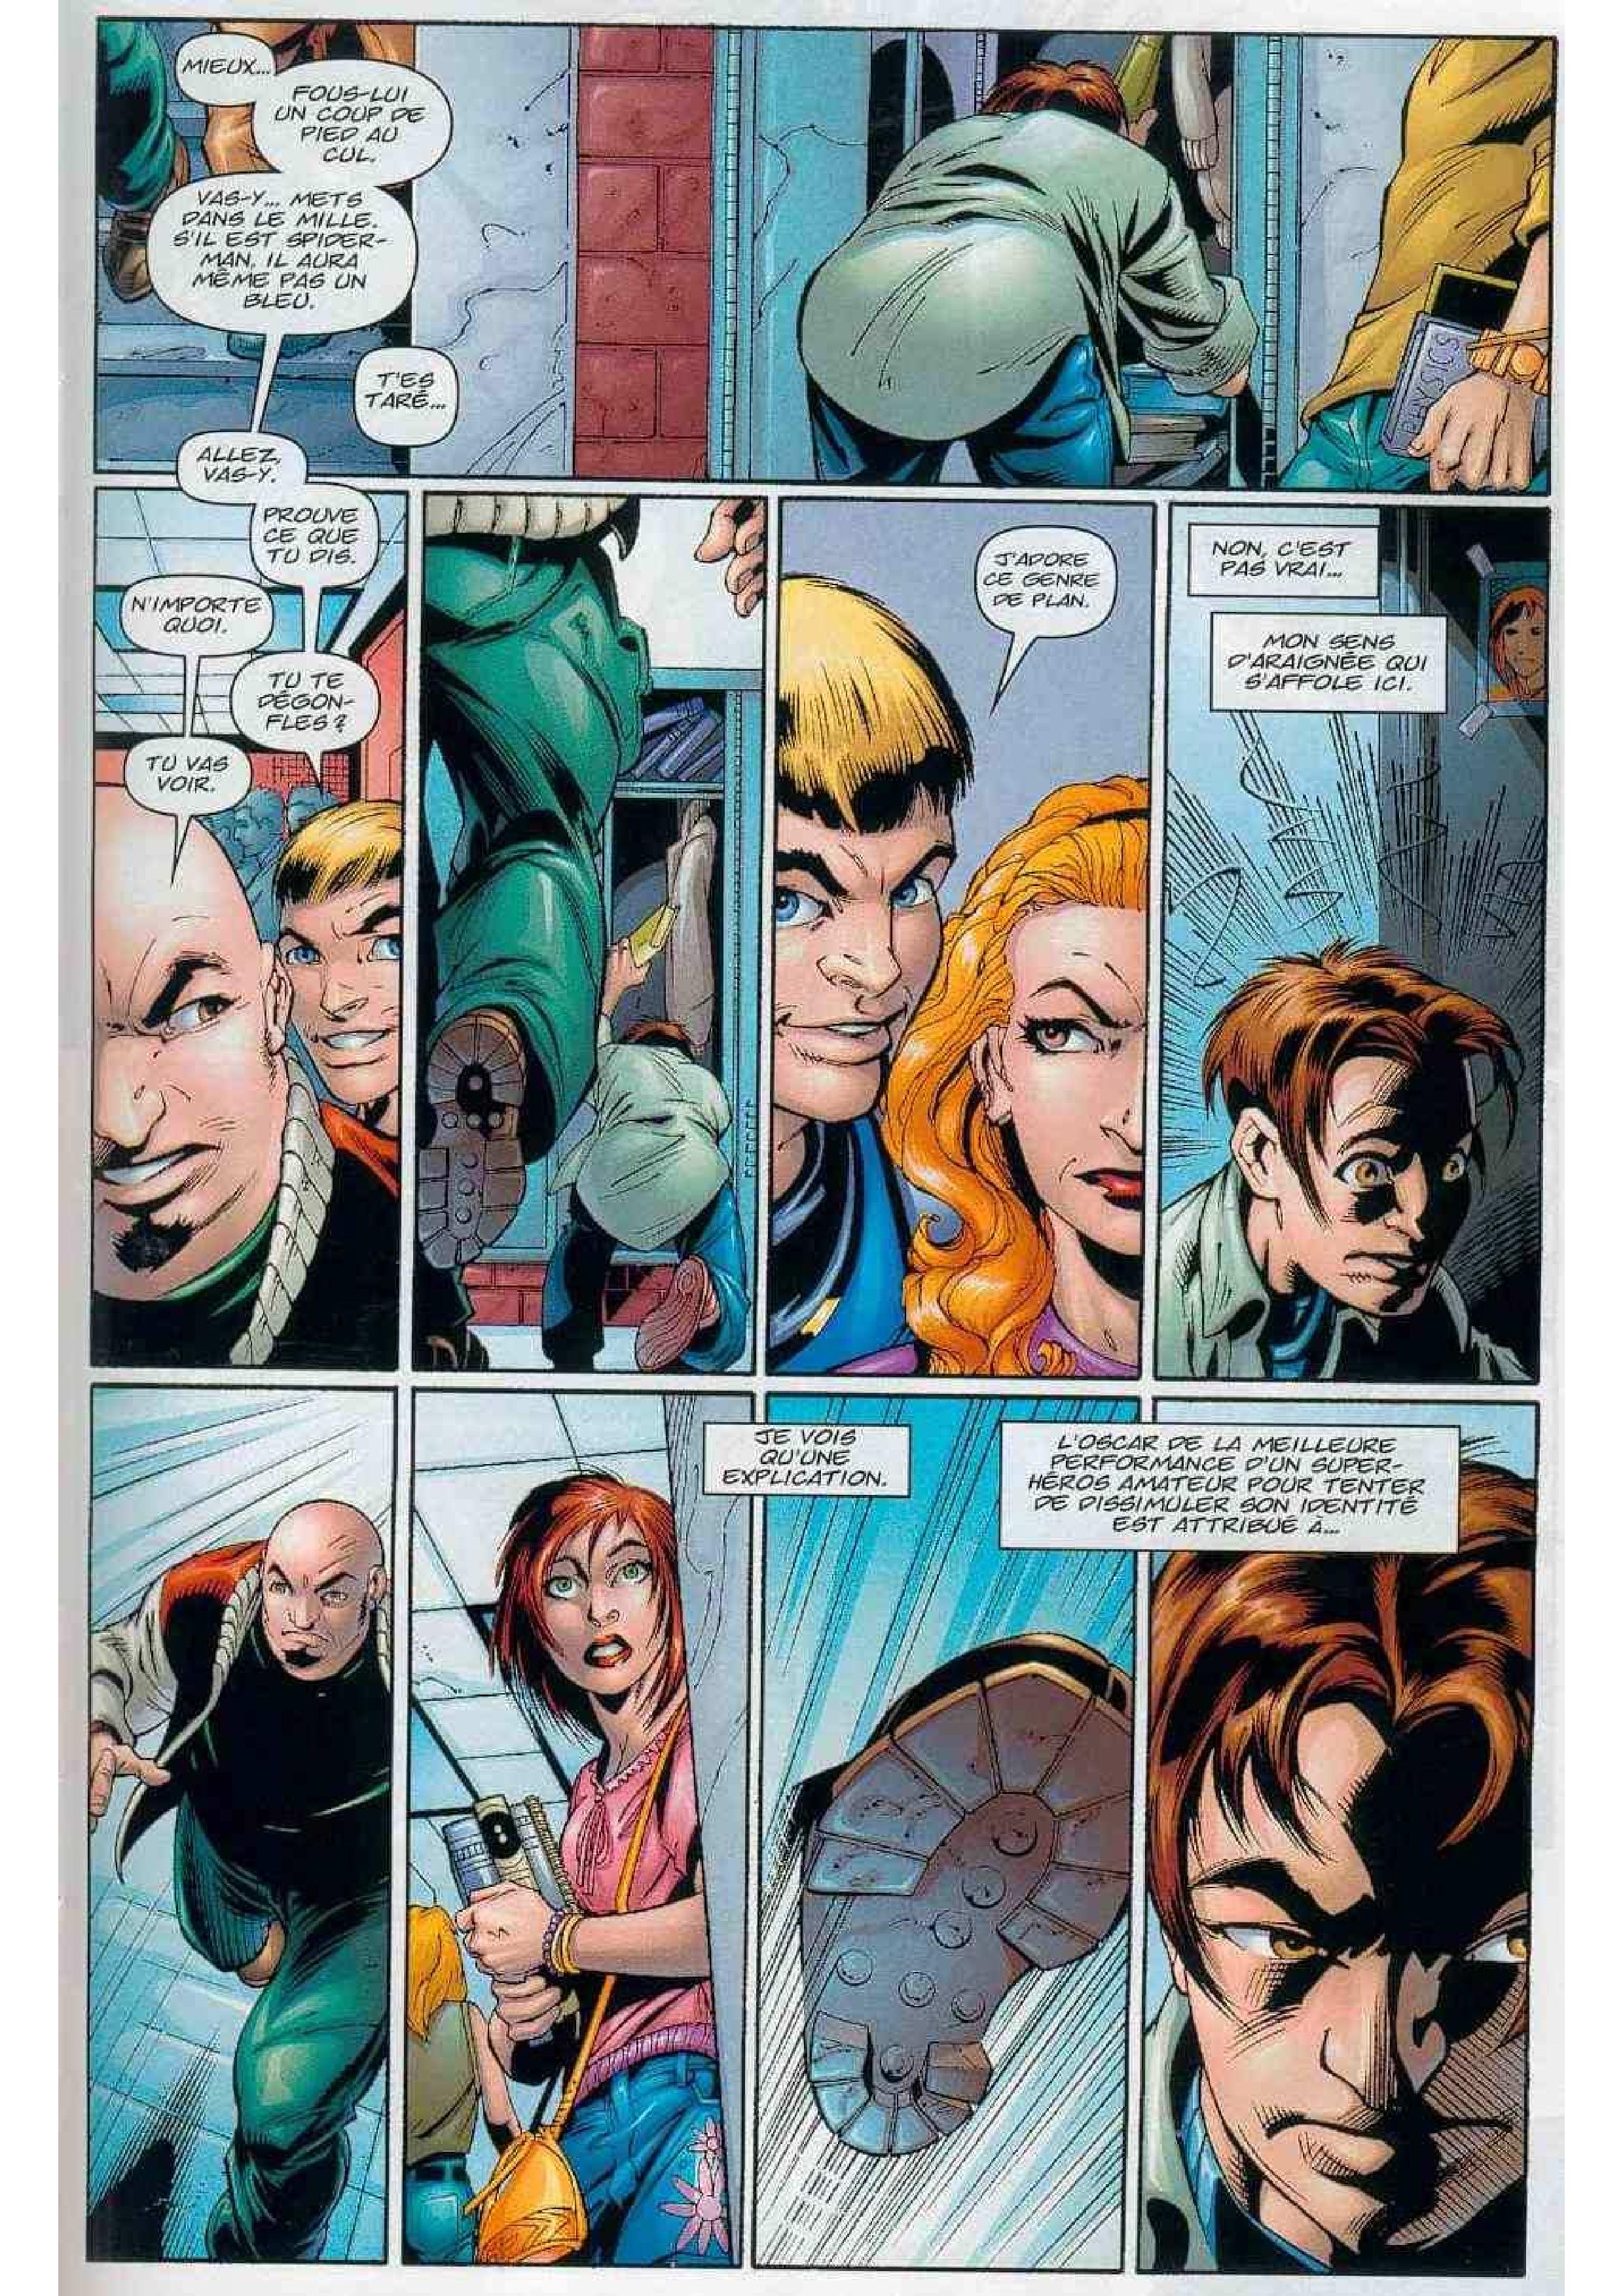 MIEUX...
FOUS-LUI
UN COUP DE
PIED AU
CUL.
VAS-Y... METS
DANS LE MILLE.
S'IL EST SPIDER-
MAN, IL AURA
MÊME PAS UN
BLEU.
T'ES
TARÉ...
PHYSICS
ALLEZ,
VAS-Y.
PROUVE
CE QUE
TU DIS.
N'IMPORTE
QUOI.
TU TE
DÉGON-
FLES ?
TU VAS
VOIR.
J'ADORE
CE GENRE
DE PLAN.
NON, C'EST
PAS VRAI...
MON SENS
D'ARAIGNÉE QUI
S'AFFOLE ICI.
JE VOIS
QU'UNE
EXPLICATION.
L'OSCAR DE LA MEILLEURE
PERFORMANCE D'UN SUPER-
HÉROS AMATEUR POUR TENTER
DE DISSIMULER SON IDENTITÉ
EST ATTRIBUÉ À...